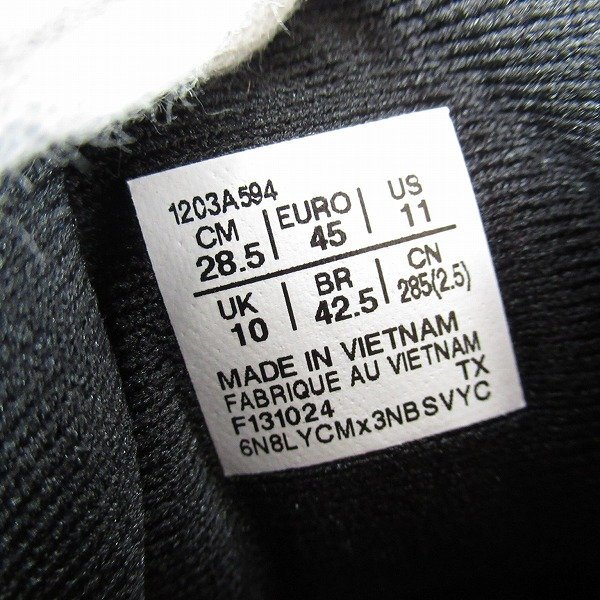 1203A594
CM | EURO | US
28.5 | 45 | 11
UK | BR | CN
10 | 42.5 | 285(2.5)
MADE IN VIETNAM
FABRIQUE AU VIETNAM
F131024 TX
6N8LYCMx3NBSVYC